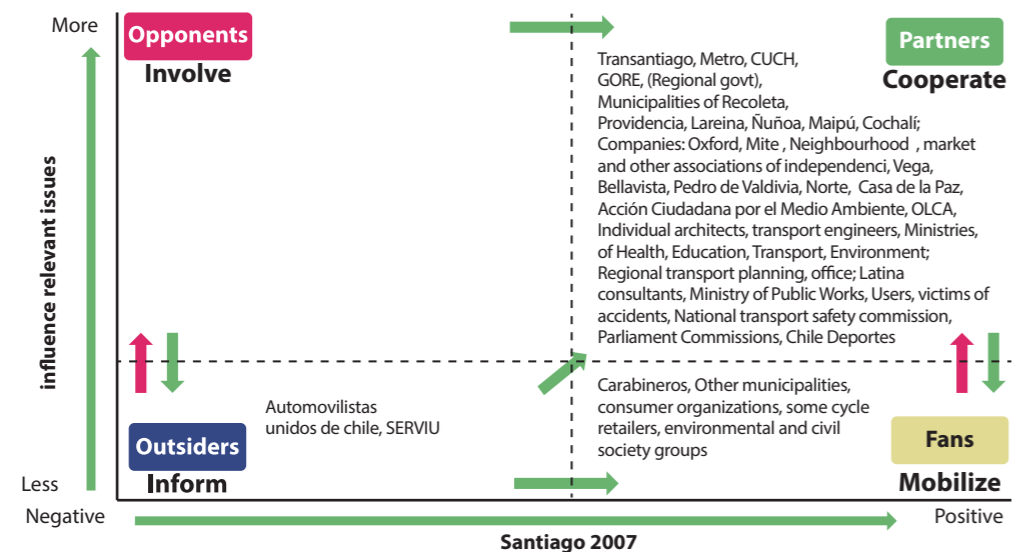 More
Opponents
Involve
Partners
Cooperate
Transantiago, Metro, CUCH,
GORE, (Regional govt),
Municipalities of Recoleta,
Providencia, Lareina, Ñuñoa, Maipú, Cochalí;
Companies: Oxford, Mite , Neighbourhood , market
and other associations of independenci, Vega,
Bellavista, Pedro de Valdivia, Norte, Casa de la Paz,
Acción Ciudadana por el Medio Ambiente, OLCA,
Individual architects, transport engineers, Ministries,
of Health, Education, Transport, Environment;
Regional transport planning, office; Latina
consultants, Ministry of Public Works, Users, victims of
accidents, National transport safety commission,
Parliament Commissions, Chile Deportes
influence relevant issues
Automovilistas
unidos de chile, SERVIU
Carabineros, Other municipalities,
consumer organizations, some cycle
retailers, environmental and civil
society groups
Outsiders
Inform
Fans
Mobilize
Less
Negative
Positive
Santiago 2007